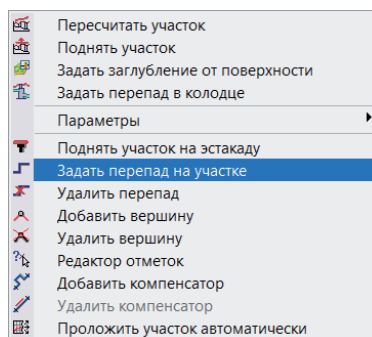 Пересчитать участок
Поднять участок
Задать заглубление от поверхности
Задать перепад в колодце
Параметры
Поднять участок на эстакаду
Задать перепад на участке
Удалить перепад
Добавить вершину
Удалить вершину
Редактор отметок
Добавить компенсатор
Удалить компенсатор
Проложить участок автоматически